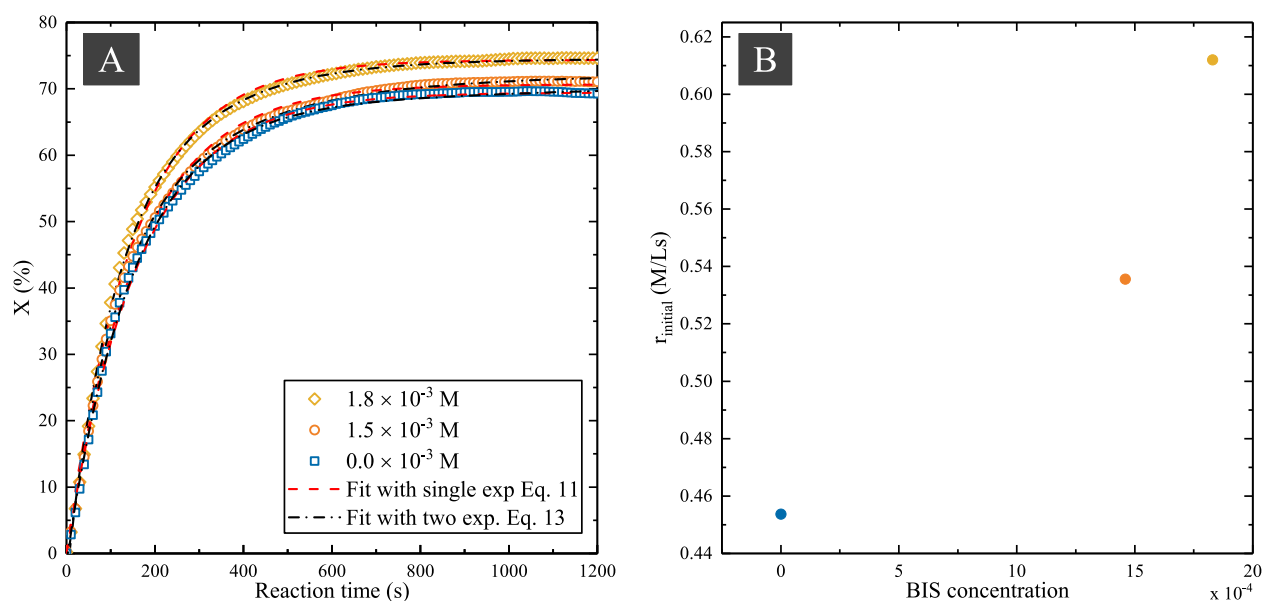 A
80
70
60
50
40
30
20
10
0
X (%)
1.8 × 10⁻³ M
1.5 × 10⁻³ M
0.0 × 10⁻³ M
Fit with single exp Eq. 11
Fit with two exp. Eq. 13
0 200 400 600 800 1000 1200
Reaction time (s)
B
0.62
0.60
0.58
0.56
0.54
0.52
0.50
0.48
0.46
0.44
r_initial (M/Ls)
0 5 10 15 20
BIS concentration
x 10⁻⁴